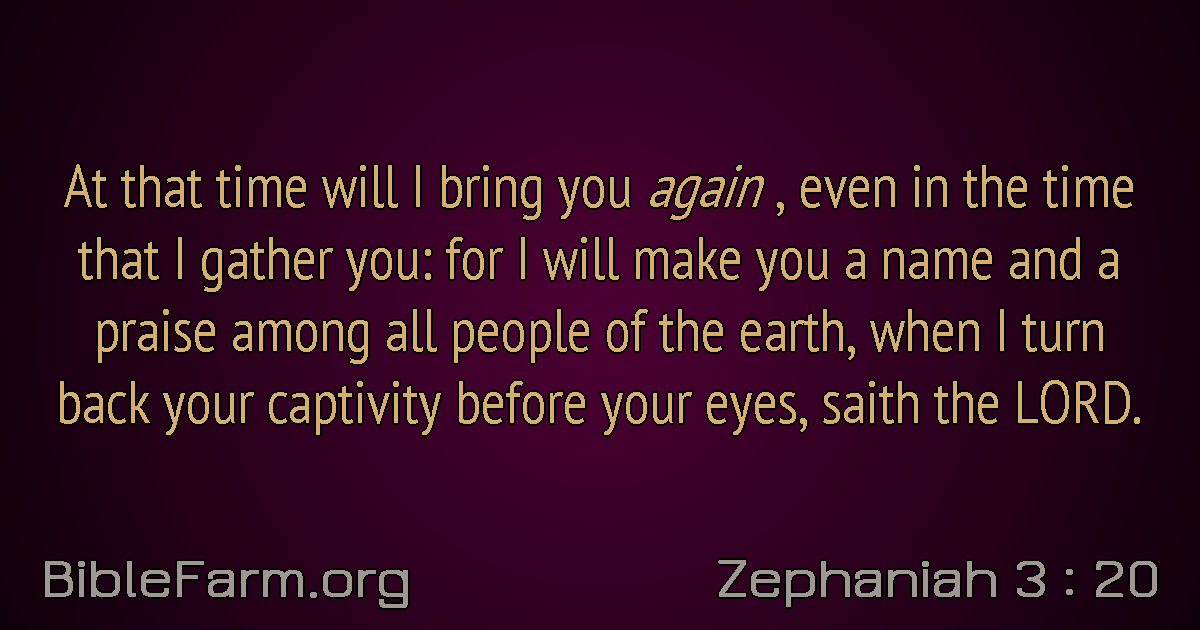 At that time will I bring you again , even in the time
that I gather you: for I will make you a name and a
praise among all people of the earth, when I turn
back your captivity before your eyes, saith the LORD.
BibleFarm.org
Zephaniah 3 : 20